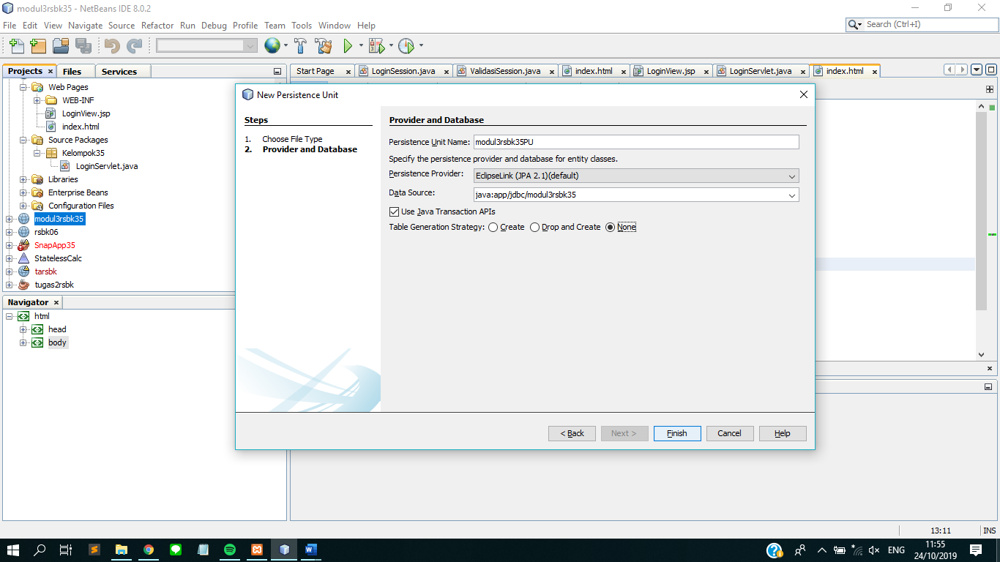 modul3rsbk35 - NetBeans IDE 8.0.2
File Edit View Navigate Source Refactor Run Debug Profile Team Tools Window Help
Search (Ctrl+I)
Projects Files Services
Start Page LoginSession.java ValidasiSession.java index.html LoginView.jsp LoginServlet.java index.html
Web Pages
WEB-INF
LoginView.jsp
index.html
Source Packages
Kelompok35
LoginServlet.java
Libraries
Enterprise Beans
Configuration Files
modul3rsbk35
rsbk06
SnapApp35
StatelessCalc
tarsbk
tugas2rsbk
Navigator
html
head
body
New Persistence Unit
Steps
1. Choose File Type
2. Provider and Database
Provider and Database
Persistence Unit Name: modul3rsbk35PU
Specify the persistence provider and database for entity classes.
Persistence Provider: EclipseLink (JPA 2.1)(default)
Data Source: java:app/jdbc/modul3rsbk35
Use Java Transaction APIs
Table Generation Strategy: Create Drop and Create None
< Back Next > Finish Cancel Help
13:11 INS
ENG
11:55
24/10/2019